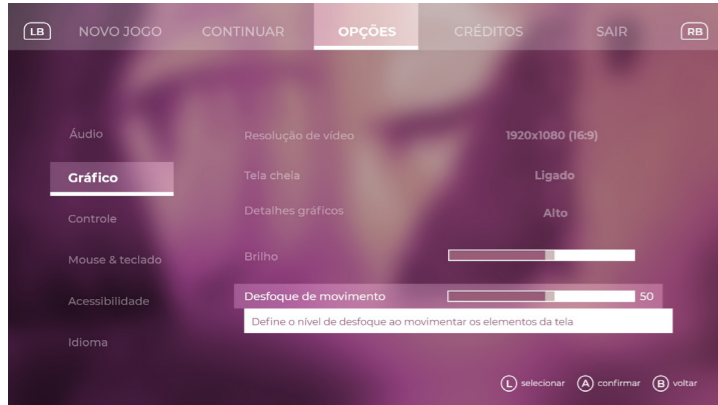 LB NOVO JOGO CONTINUAR OPÇÕES CRÉDITOS SAIR RB
Áudio
Gráfico
Controle
Mouse & teclado
Acessibilidade
Idioma
Resolução de vídeo 1920x1080 (16:9)
Tela cheia Ligado
Detalhes gráficos Alto
Brilho
Desfoque de movimento 50
Define o nível de desfoque ao movimentar os elementos da tela
L selecionar A confirmar B voltar